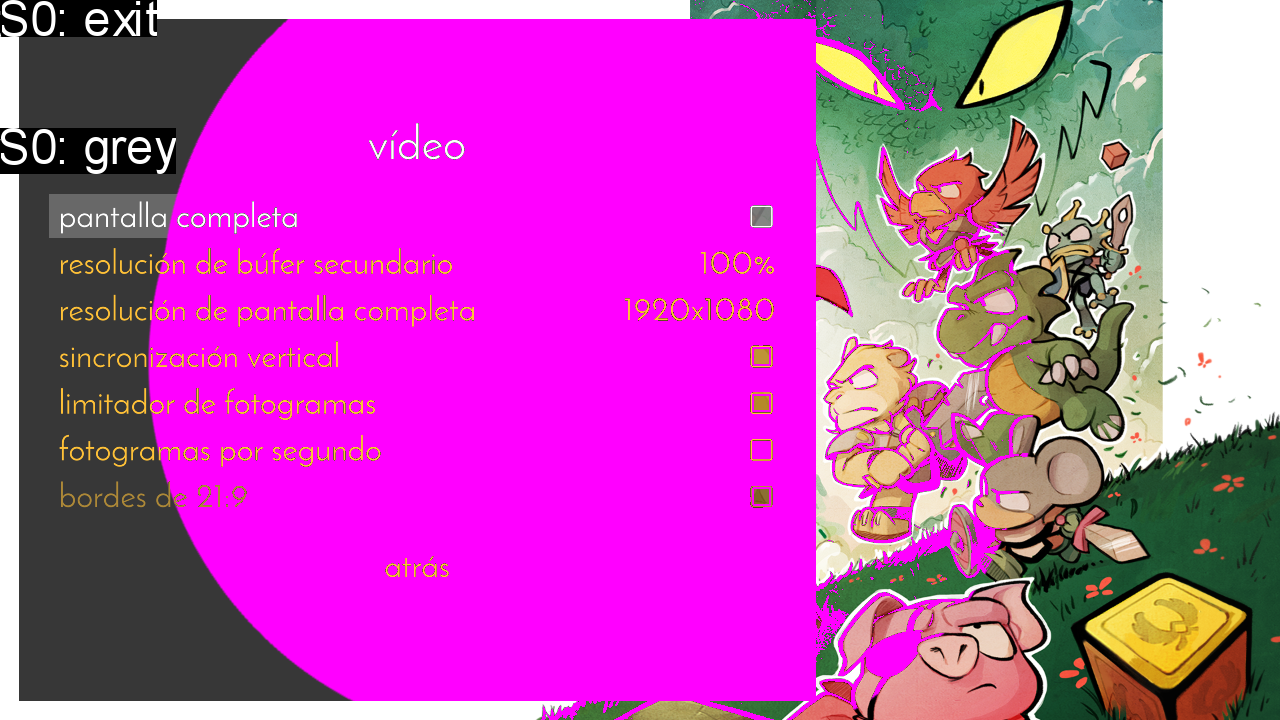 S0: exit
vídeo
S0: grey
pantalla completa
resolución de búfer secundario 100%
resolución de pantalla completa 1920x1080
sincronización vertical
limitador de fotogramas
fotogramas por segundo
bordes de 21:9
atrás